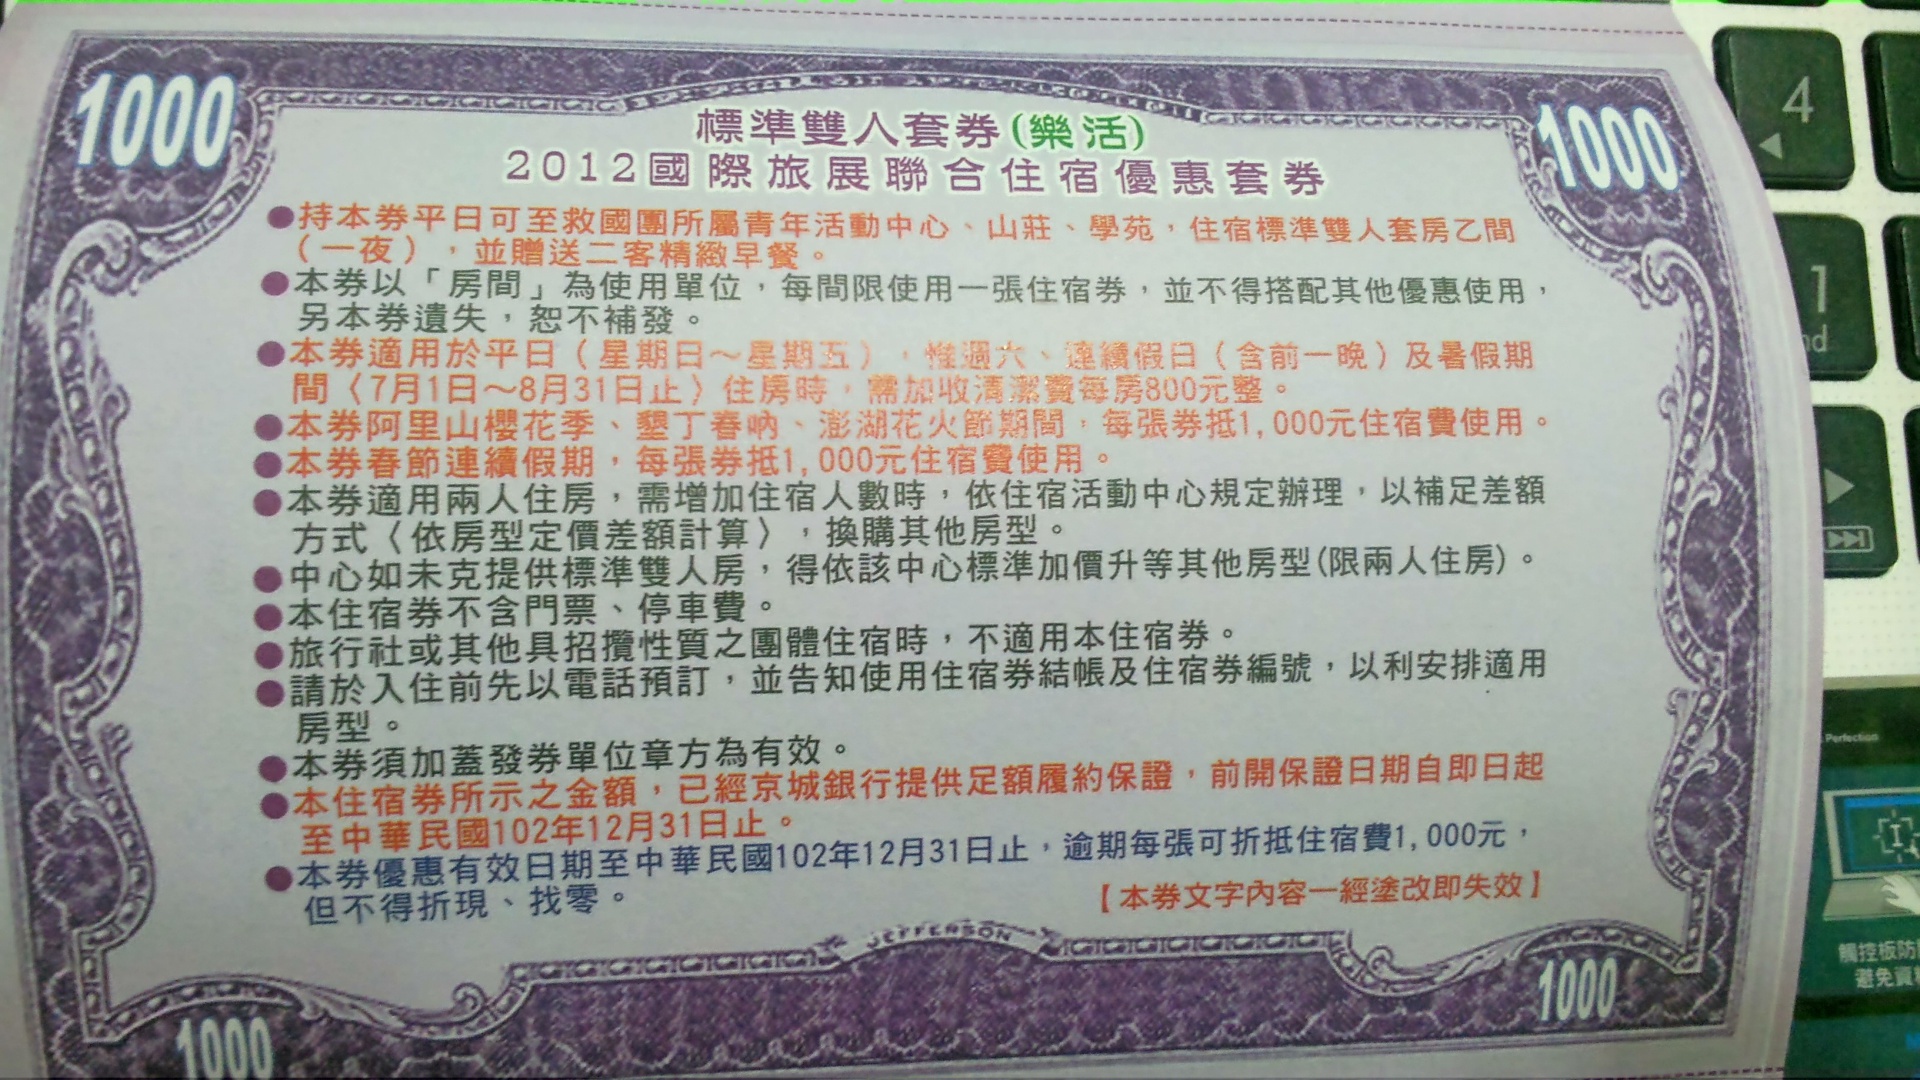 1000
1000
標準雙人套券(樂活)
2012國際旅展聯合住宿優惠套券
●持本券平日可至救國團所屬青年活動中心、山莊、學苑，住宿標準雙人套房乙間
（一夜），並贈送二客精緻早餐。
●本券以「房間」為使用單位，每間限使用一張住宿券，並不得搭配其他優惠使用，
另本券遺失，恕不補發。
●本券適用於平日（星期日～星期五），惟週六、連續假日（含前一晚）及暑假期
間〈7月1日～8月31日止〉住房時，需加收清潔費每房800元整。
●本券阿里山櫻花季、墾丁春吶、澎湖花火節期間，每張券抵1,000元住宿費使用。
●本券春節連續假期，每張券抵1,000元住宿費使用。
●本券適用兩人住房，需增加住宿人數時，依住宿活動中心規定辦理，以補足差額
方式〈依房型定價差額計算〉，換購其他房型。
●中心如未克提供標準雙人房，得依該中心標準加價升等其他房型(限兩人住房)。
●本住宿券不含門票、停車費。
●旅行社或其他具招攬性質之團體住宿時，不適用本住宿券。
●請於入住前先以電話預訂，並告知使用住宿券結帳及住宿券編號，以利安排適用
房型。
●本券須加蓋發券單位章方為有效。
●本住宿券所示之金額，已經京城銀行提供足額履約保證，前開保證日期自即日起
至中華民國102年12月31日止。
●本券優惠有效日期至中華民國102年12月31日止，逾期每張可折抵住宿費1,000元，
但不得折現、找零。
【本券文字內容一經塗改即失效】
JEFFERSON
1000
1000
4
1
nd
Perfection
觸控板防
避免資